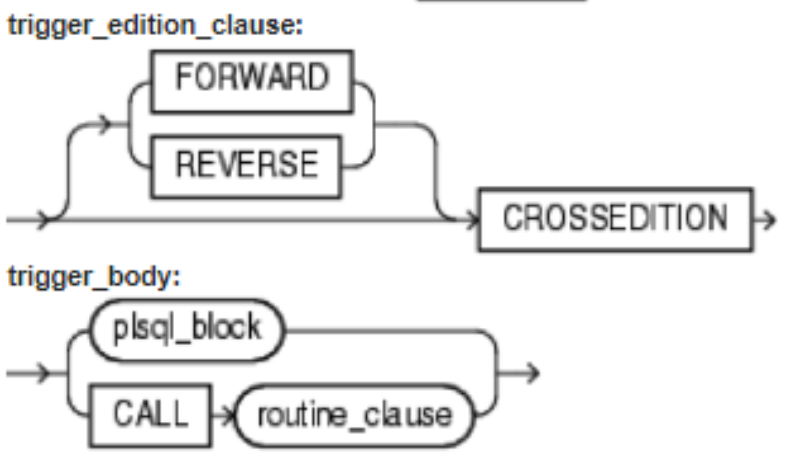 trigger_edition_clause:
FORWARD
REVERSE
CROSSEDITION
trigger_body:
plsql_block
CALL routine_clause